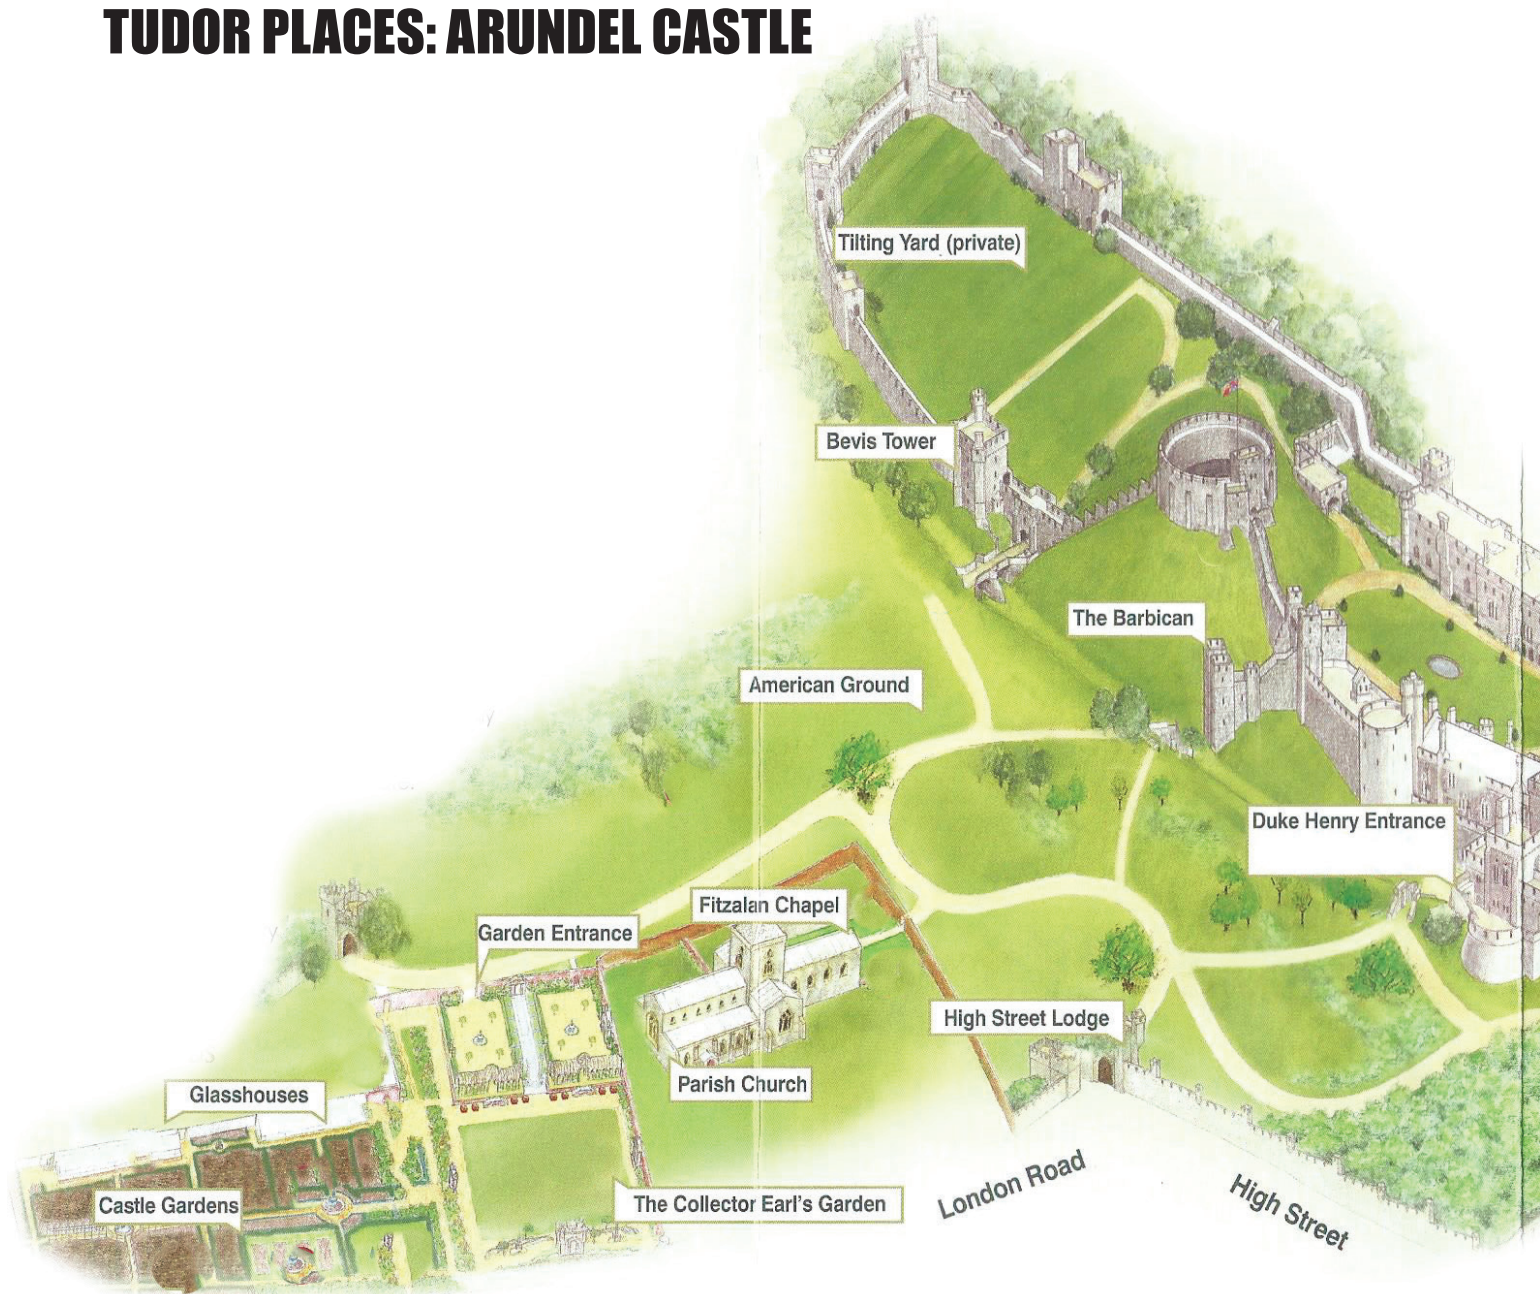 TUDOR PLACES: ARUNDEL CASTLE
Tilting Yard (private)
Bevis Tower
The Barbican
American Ground
Duke Henry Entrance
Fitzalan Chapel
Garden Entrance
High Street Lodge
Parish Church
Glasshouses
Castle Gardens
The Collector Earl's Garden
London Road
High Street